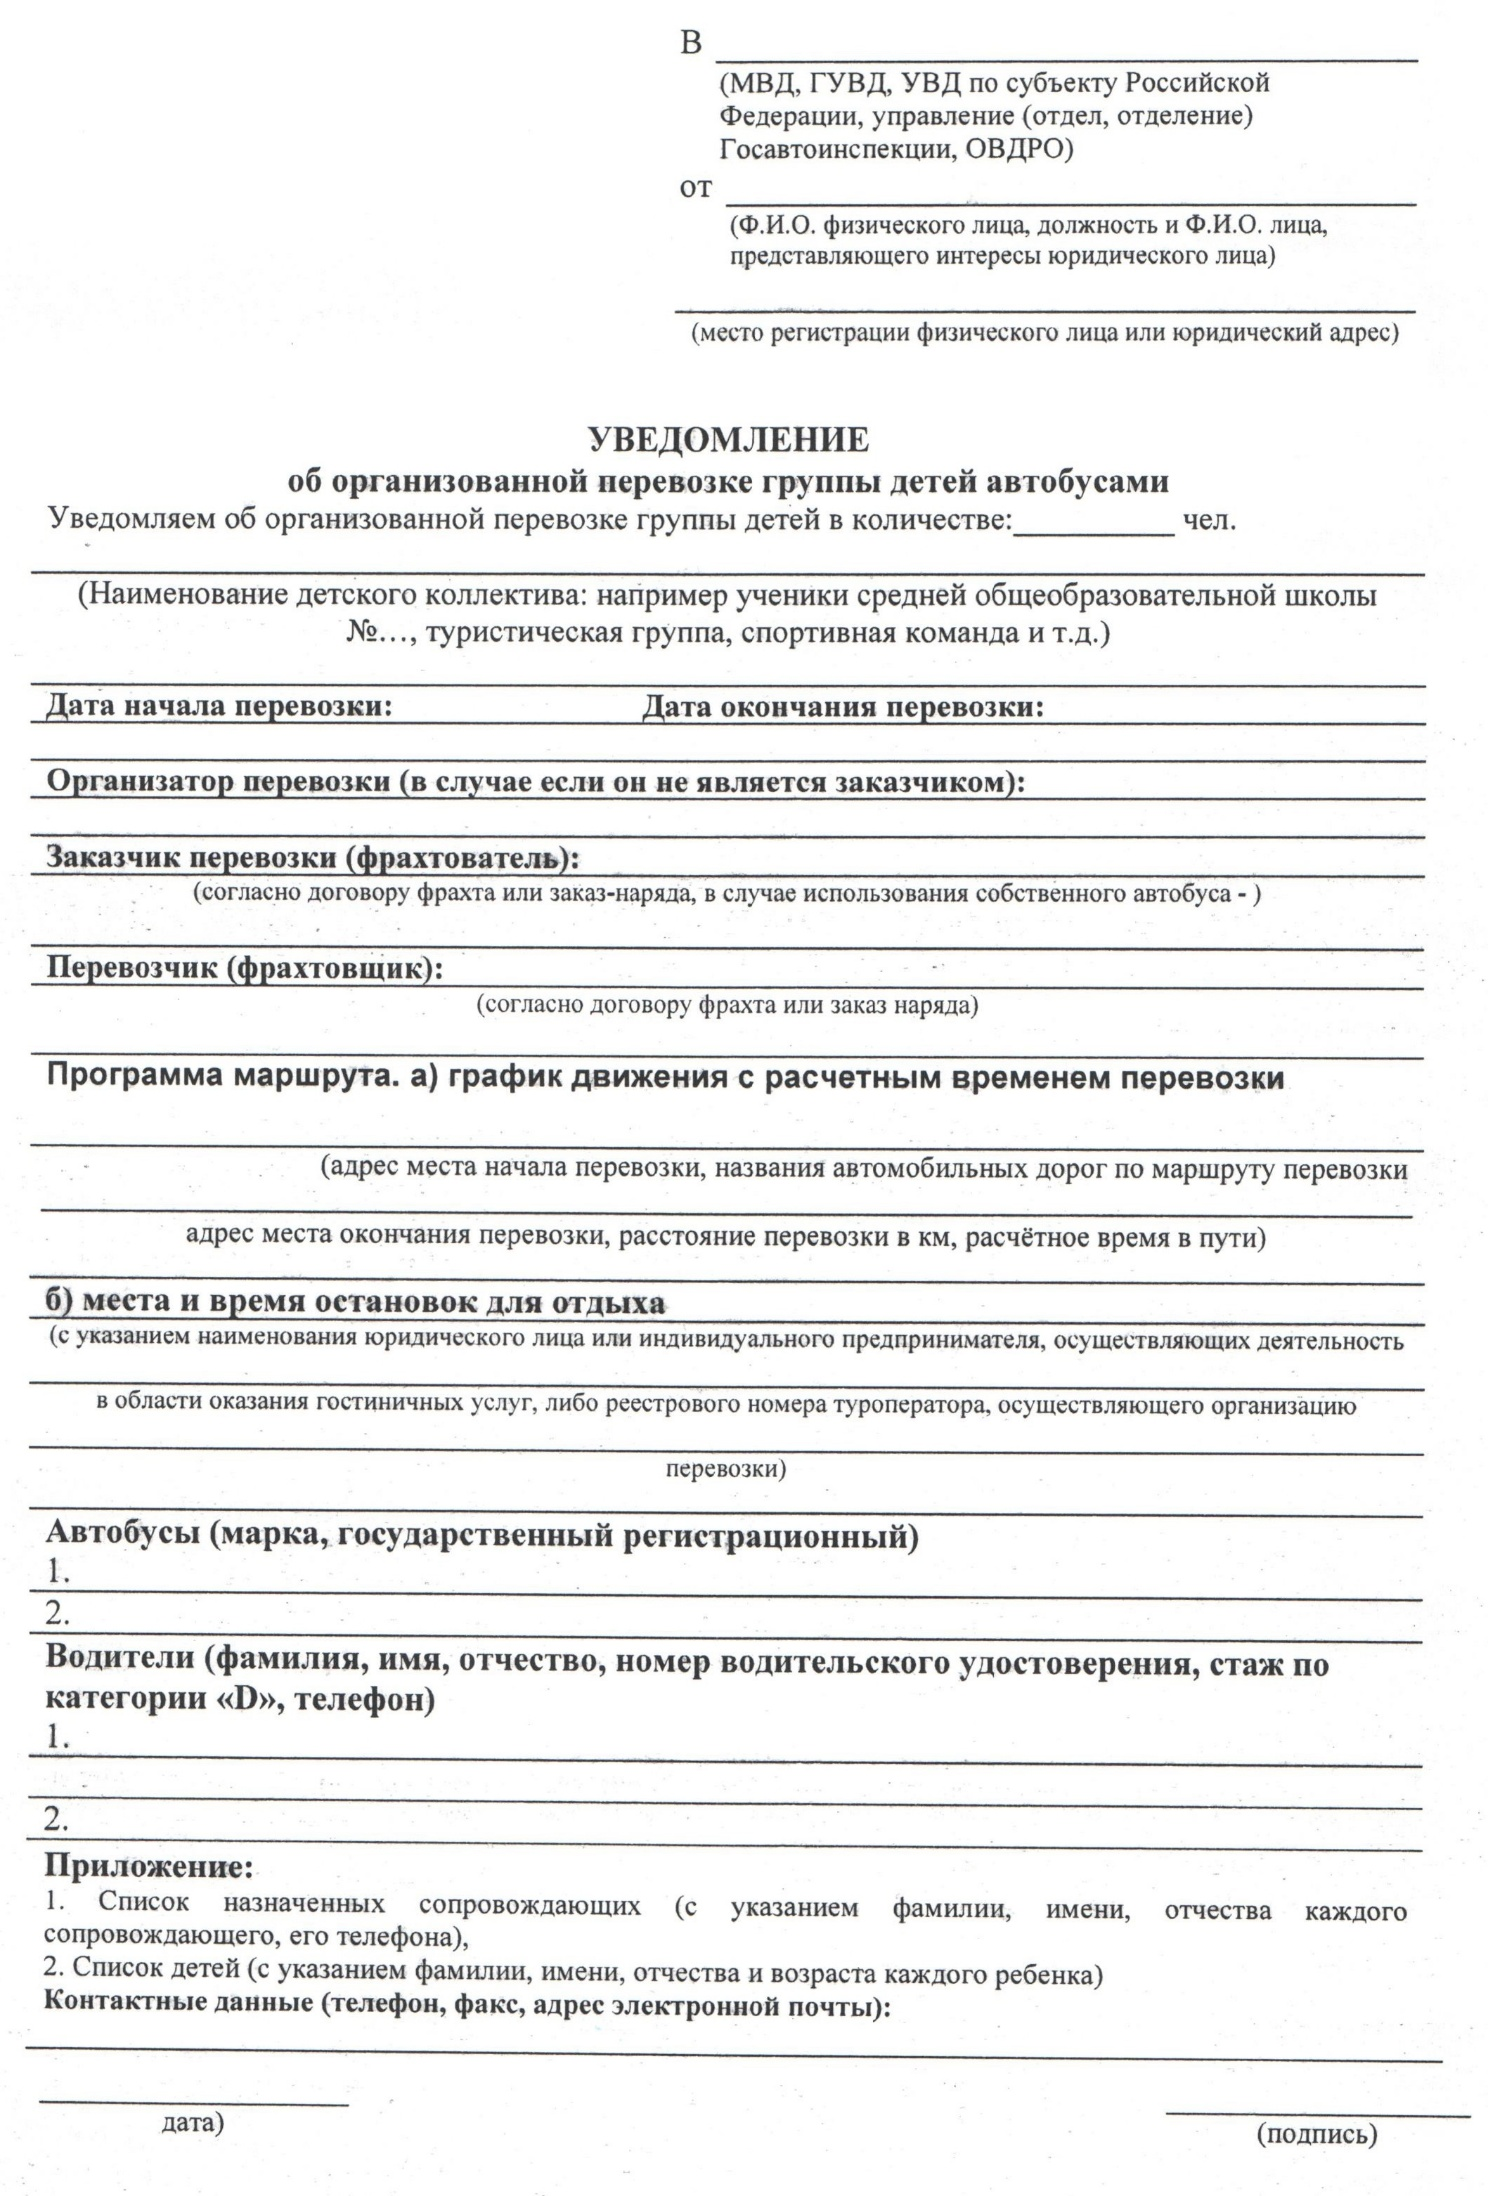 В
(МВД, ГУВД, УВД по субъекту Российской
Федерации, управление (отдел, отделение)
Госавтоинспекции, ОВДРО)
от
(Ф.И.О. физического лица, должность и Ф.И.О. лица,
представляющего интересы юридического лица)
(место регистрации физического лица или юридический адрес)
УВЕДОМЛЕНИЕ
об организованной перевозке группы детей автобусами
Уведомляем об организованной перевозке группы детей в количестве:__________ чел.
(Наименование детского коллектива: например ученики средней общеобразовательной школы
№…, туристическая группа, спортивная команда и т.д.)
Дата начала перевозки: Дата окончания перевозки:
Организатор перевозки (в случае если он не является заказчиком):
Заказчик перевозки (фрахтователь):
(согласно договору фрахта или заказ-наряда, в случае использования собственного автобуса - )
Перевозчик (фрахтовщик):
(согласно договору фрахта или заказ наряда)
Программа маршрута. а) график движения с расчетным временем перевозки
(адрес места начала перевозки, названия автомобильных дорог по маршруту перевозки
адрес места окончания перевозки, расстояние перевозки в км, расчётное время в пути)
б) места и время остановок для отдыха
(с указанием наименования юридического лица или индивидуального предпринимателя, осуществляющих деятельность
в области оказания гостиничных услуг, либо реестрового номера туроператора, осуществляющего организацию
перевозки)
Автобусы (марка, государственный регистрационный)
1.
2.
Водители (фамилия, имя, отчество, номер водительского удостоверения, стаж по
категории «D», телефон)
1.
2.
Приложение:
1. Список назначенных сопровождающих (с указанием фамилии, имени, отчества каждого
сопровождающего, его телефона),
2. Список детей (с указанием фамилии, имени, отчества и возраста каждого ребенка)
Контактные данные (телефон, факс, адрес электронной почты):
дата) (подпись)